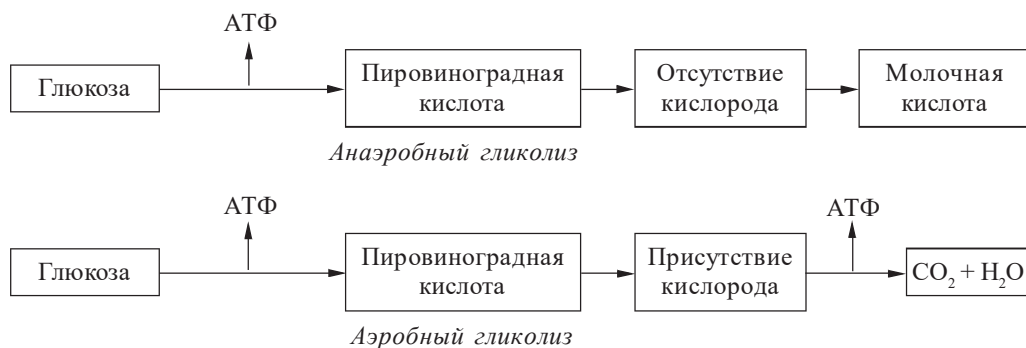 АТФ
Глюкоза
Пировиноградная
кислота
Отсутствие
кислорода
Молочная
кислота
Анаэробный гликолиз
АТФ
АТФ
Глюкоза
Пировиноградная
кислота
Присутствие
кислорода
CO₂ + H₂O
Аэробный гликолиз